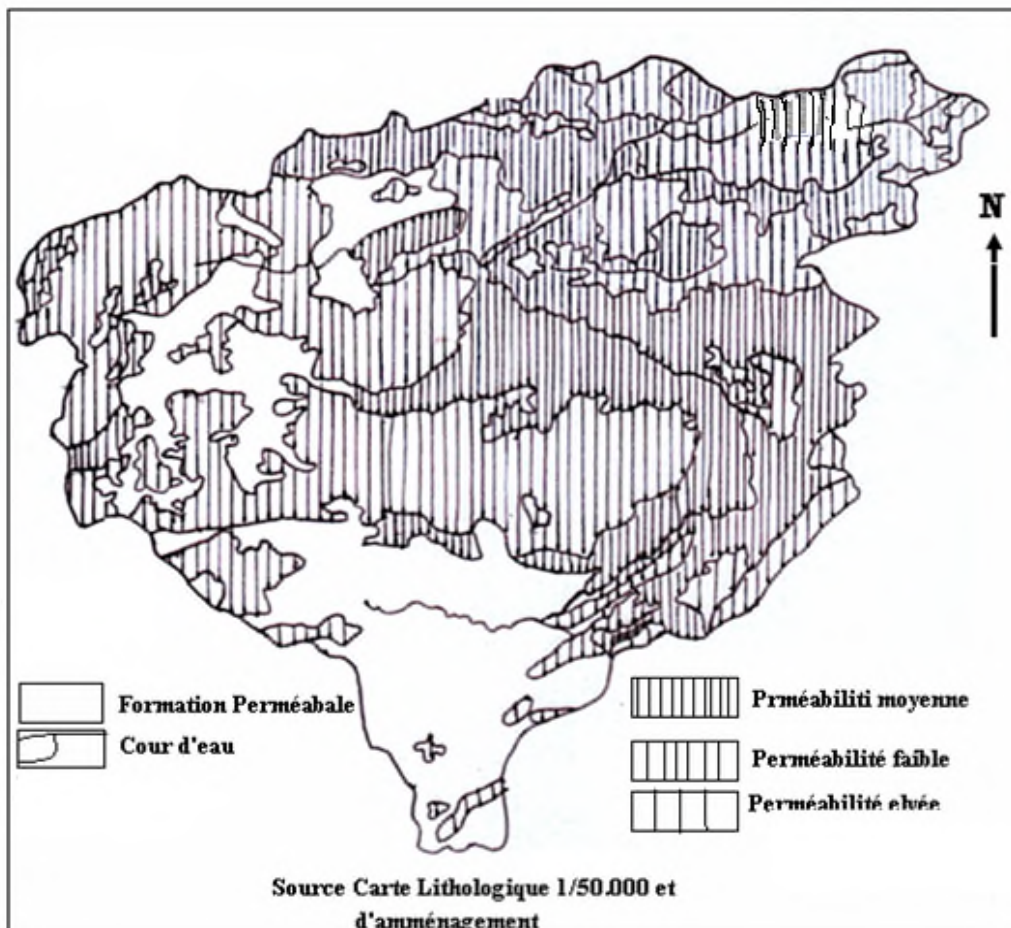 N
Formation Perméabale
Cour d'eau
Prméabiliti moyenne
Perméabilité faible
Perméabilité elvée
Source Carte Lithologique 1/50.000 et
d'amménagement